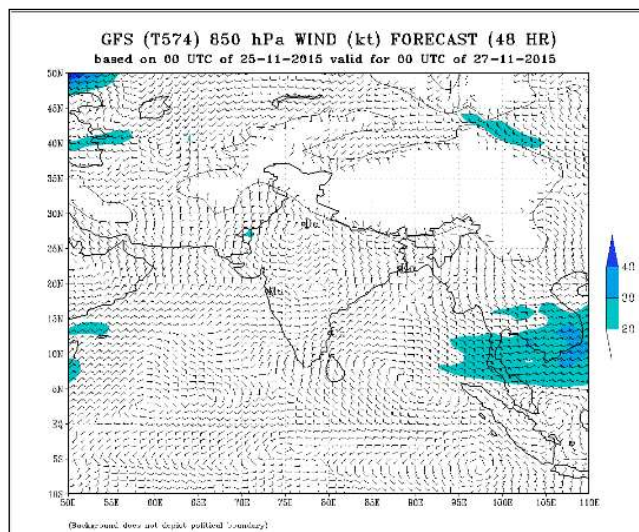 GFS (T574) 850 hPa WIND (kt) FORECAST (48 HR)
based on 00 UTC of 25-11-2015 valid for 00 UTC of 27-11-2015
50N
45N
40N
35N
30N
25N
20N
15N
10N
5N
5S
10S
50E
55E
60E
65E
70E
75E
80E
85E
90E
95E
100E
105E
110E
40
30
20
(Background does not depict political boundary)